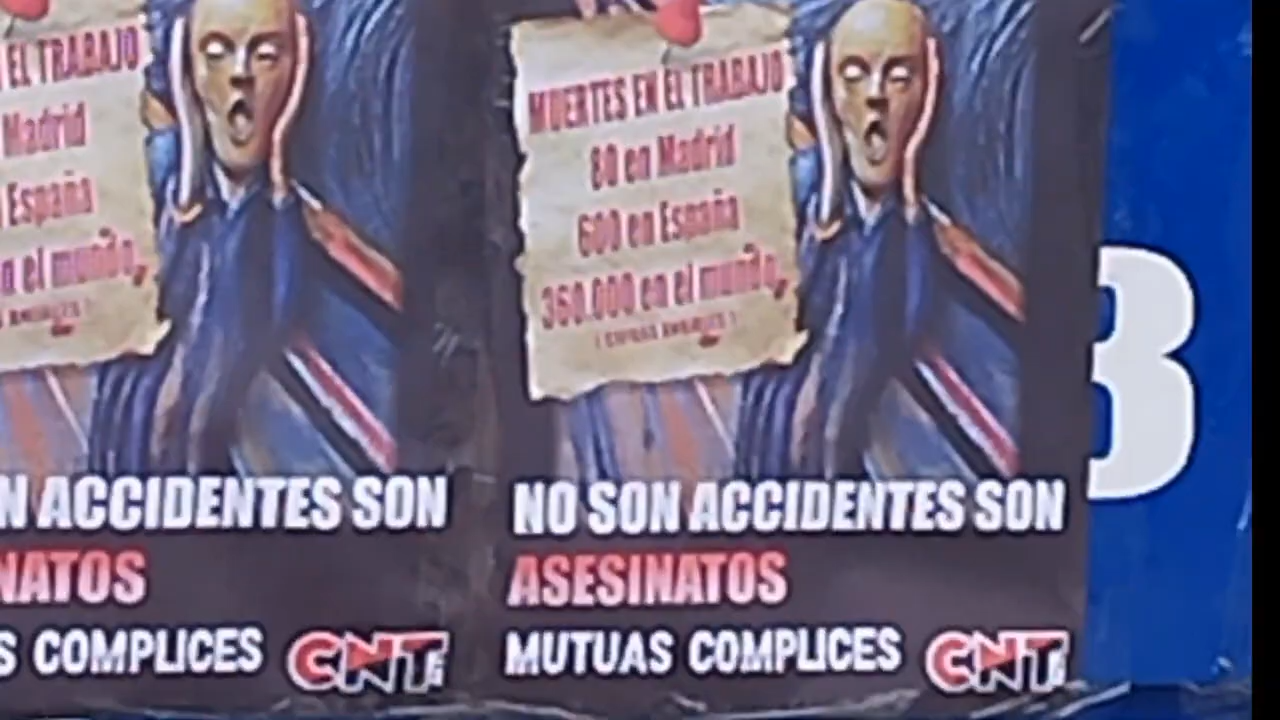 EL TRABAJO
Madrid
España
en el mundo
N ACCIDENTES SON
NATOS
S COMPLICES
CNT
MUERTES EN EL TRABAJO
80 en Madrid
600 en España
360.000 en el mundo
NO SON ACCIDENTES SON
ASESINATOS
MUTUAS COMPLICES
CNT
3